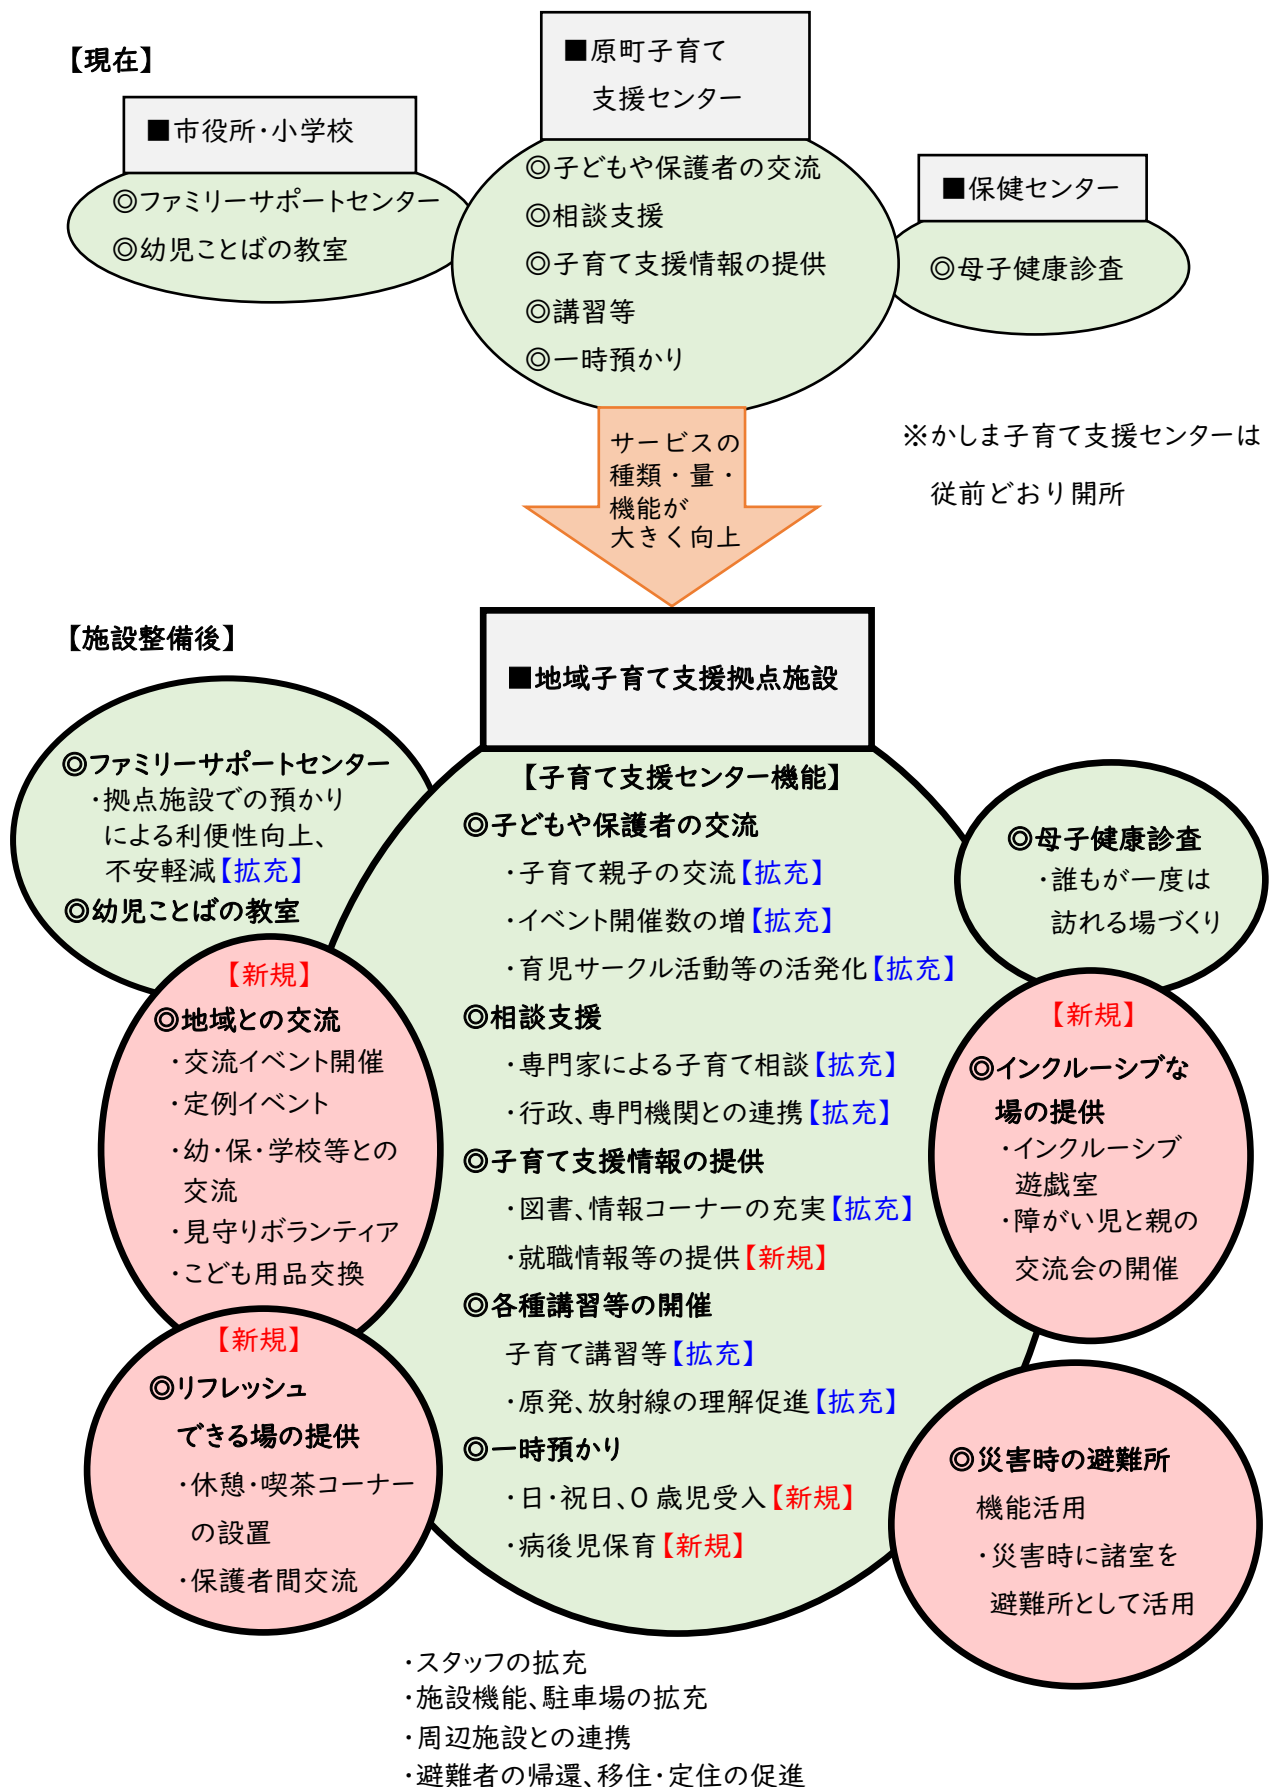 【現在】
■原町子育て
支援センター
■市役所・小学校
◎ファミリーサポートセンター
◎幼児ことばの教室
◎子どもや保護者の交流
◎相談支援
◎子育て支援情報の提供
◎講習等
◎一時預かり
■保健センター
◎母子健康診査
サービスの
種類・量・
機能が
大きく向上
※かしま子育て支援センターは
従前どおり開所
【施設整備後】
■地域子育て支援拠点施設
◎ファミリーサポートセンター
・拠点施設での預かり
による利便性向上、
不安軽減【拡充】
◎幼児ことばの教室
【子育て支援センター機能】
◎子どもや保護者の交流
・子育て親子の交流【拡充】
・イベント開催数の増【拡充】
・育児サークル活動等の活発化【拡充】
◎相談支援
・専門家による子育て相談【拡充】
・行政、専門機関との連携【拡充】
◎子育て支援情報の提供
・図書、情報コーナーの充実【拡充】
・就職情報等の提供【新規】
◎各種講習等の開催
子育て講習等【拡充】
・原発、放射線の理解促進【拡充】
◎一時預かり
・日・祝日、0歳児受入【新規】
・病後児保育【新規】
◎母子健康診査
・誰もが一度は
訪れる場づくり
【新規】
◎地域との交流
・交流イベント開催
・定例イベント
・幼・保・学校等との
交流
・見守りボランティア
・こども用品交換
【新規】
◎インクルーシブな
場の提供
・インクルーシブ
遊戯室
・障がい児と親の
交流会の開催
【新規】
◎リフレッシュ
できる場の提供
・休憩・喫茶コーナー
の設置
・保護者間交流
◎災害時の避難所
機能活用
・災害時に諸室を
避難所として活用
・スタッフの拡充
・施設機能、駐車場の拡充
・周辺施設との連携
・避難者の帰還、移住・定住の促進